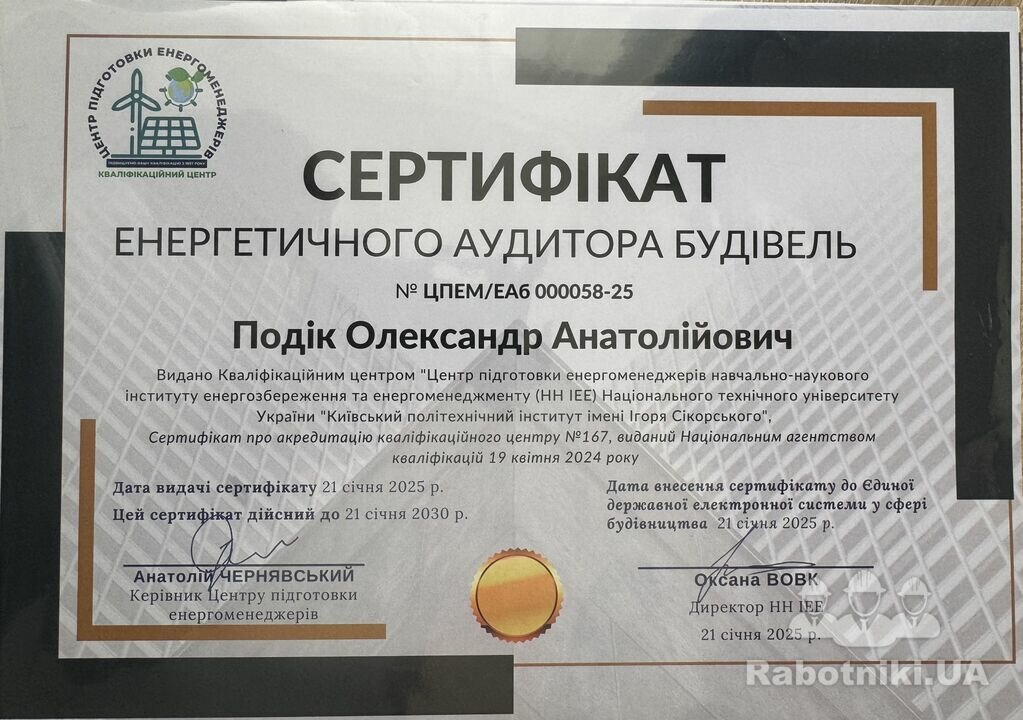 ЦЕНТР ПІДГОТОВКИ ЕНЕРГОМЕНЕДЖЕРІВ
ПІДВИЩУЄМО ВАШУ КВАЛІФІКАЦІЮ З 1997 РОКУ
КВАЛІФІКАЦІЙНИЙ ЦЕНТР
СЕРТИФІКАТ
ЕНЕРГЕТИЧНОГО АУДИТОРА БУДІВЕЛЬ
№ ЦПЕМ/ЕАб 000058-25
Подік Олександр Анатолійович
Видано Кваліфікаційним центром "Центр підготовки енергоменеджерів навчально-наукового
інституту енергозбереження та енергоменеджменту (НН ІЕЕ) Національного технічного університету
України "Київський політехнічний інститут імені Ігоря Сікорського",
Сертифікат про акредитацію кваліфікаційного центру №167, виданий Національним агентством
кваліфікацій 19 квітня 2024 року
Дата видачі сертифікату 21 січня 2025 р.
Цей сертифікат дійсний до 21 січня 2030 р.
Дата внесення сертифікату до Єдиної
державної електронної системи у сфері
будівництва 21 січня 2025 р.
Анатолій ЧЕРНЯВСЬКИЙ
Керівник Центру підготовки
енергоменеджерів
Оксана ВОВК
Директор НН ІЕЕ
21 січня 2025 р.
Rabotniki.UA